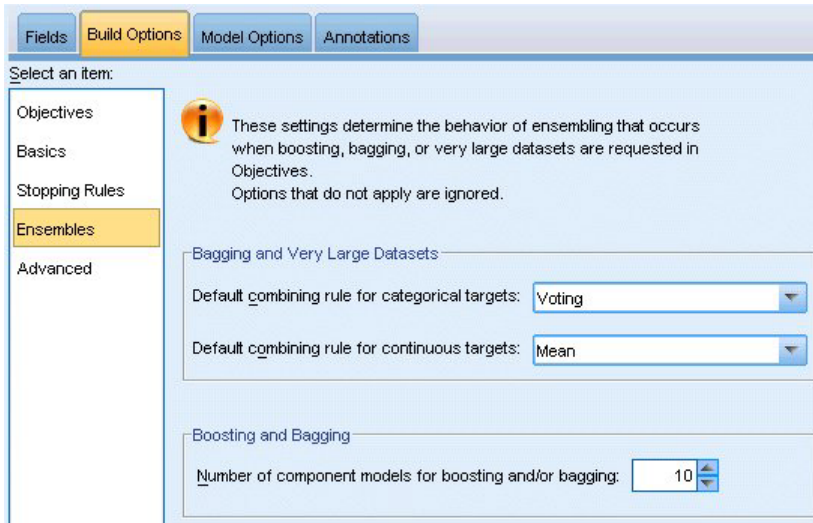 Fields Build Options Model Options Annotations
Select an item:
Objectives
Basics
Stopping Rules
Ensembles
Advanced
These settings determine the behavior of ensembling that occurs
when boosting, bagging, or very large datasets are requested in
Objectives.
Options that do not apply are ignored.
Bagging and Very Large Datasets
Default combining rule for categorical targets: Voting
Default combining rule for continuous targets: Mean
Boosting and Bagging
Number of component models for boosting and/or bagging: 10